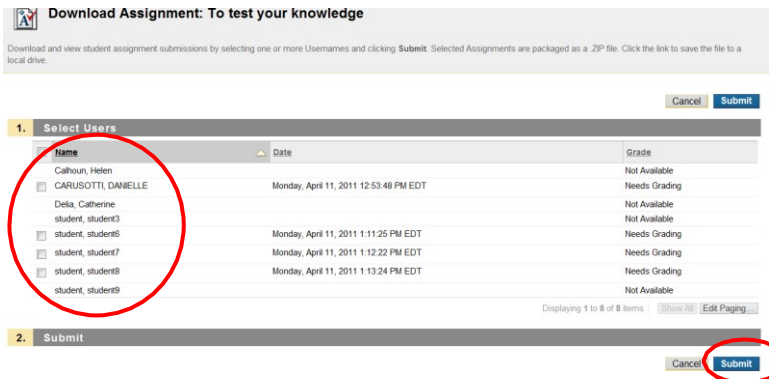 Download Assignment: To test your knowledge
Download and view student assignment submissions by selecting one or more Usernames and clicking Submit. Selected Assignments are packaged as a .ZIP file. Click the link to save the file to a
local drive.
Cancel Submit
1. Select Users
Name Date Grade
Calhoun, Helen Not Available
CARUSOTTI, DANIELLE Monday, April 11, 2011 12:53:48 PM EDT Needs Grading
Delia, Catherine Not Available
student, student3 Not Available
student, student6 Monday, April 11, 2011 1:11:25 PM EDT Needs Grading
student, student7 Monday, April 11, 2011 1:12:22 PM EDT Needs Grading
student, student8 Monday, April 11, 2011 1:13:24 PM EDT Needs Grading
student, student9 Not Available
Displaying 1 to 8 of 8 items Show All Edit Paging...
2. Submit
Cancel Submit